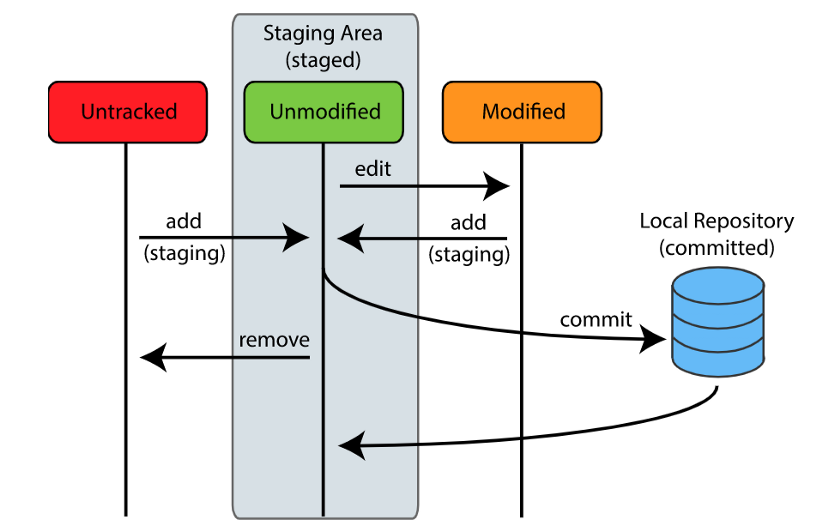 Staging Area
(staged)
Untracked
Unmodified
Modified
edit
add
(staging)
add
(staging)
Local Repository
(committed)
commit
remove